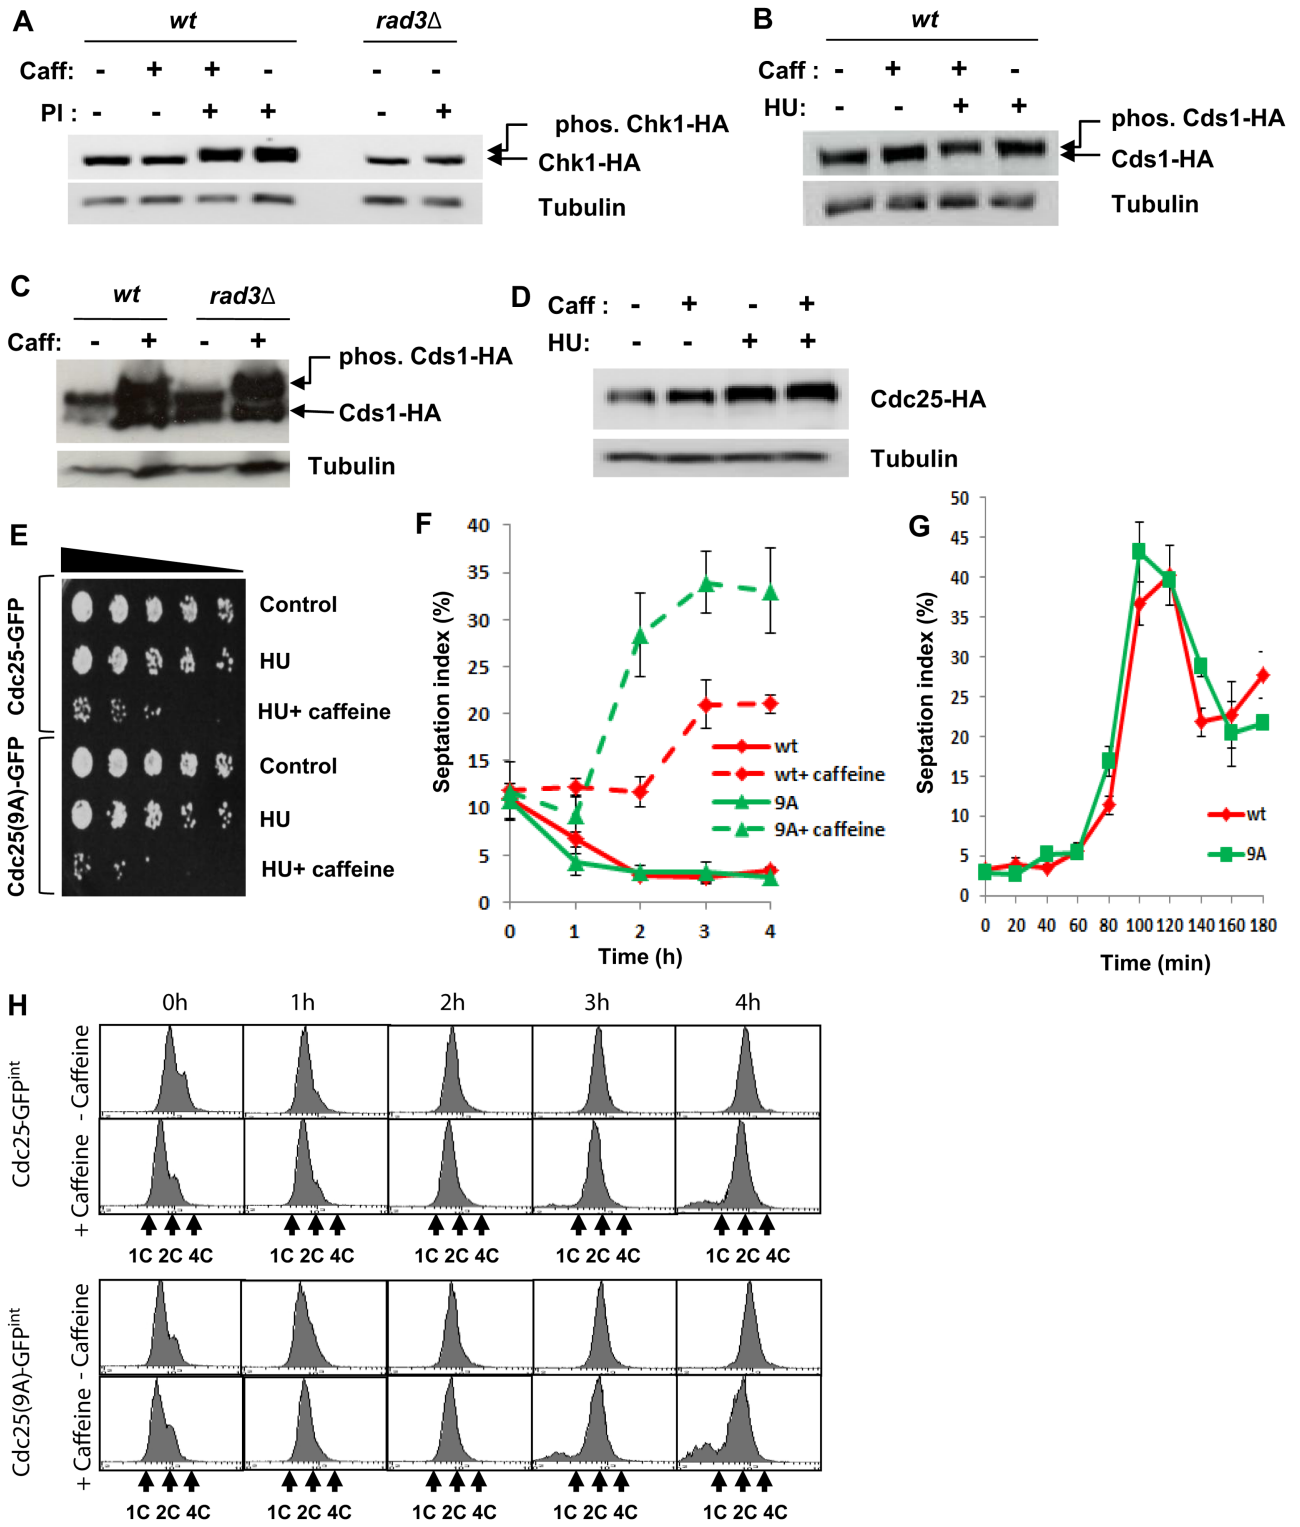 A
wt
rad3Δ
Caff: - + + - - -
PI : - - + + - +
phos. Chk1-HA
Chk1-HA
Tubulin
B
wt
Caff : - + + -
HU: - - + +
phos. Cds1-HA
Cds1-HA
Tubulin
C
wt
rad3Δ
Caff: - + - +
phos. Cds1-HA
Cds1-HA
Tubulin
D
Caff : - + - +
HU: - - + +
Cdc25-HA
Tubulin
E
Cdc25-GFP
Control
HU
HU+ caffeine
Cdc25(9A)-GFP
Control
HU
HU+ caffeine
F
Septation index (%)
40
35
30
25
20
15
10
5
0
0 1 2 3 4
Time (h)
wt
wt+ caffeine
9A
9A+ caffeine
G
Septation index (%)
50
45
40
35
30
25
20
15
10
5
0
0 20 40 60 80 100 120 140 160 180
Time (min)
wt
9A
H
0h 1h 2h 3h 4h
Cdc25-GFPint
- Caffeine
+ Caffeine
1C 2C 4C 1C 2C 4C 1C 2C 4C 1C 2C 4C 1C 2C 4C
Cdc25(9A)-GFPint
- Caffeine
+ Caffeine
1C 2C 4C 1C 2C 4C 1C 2C 4C 1C 2C 4C 1C 2C 4C